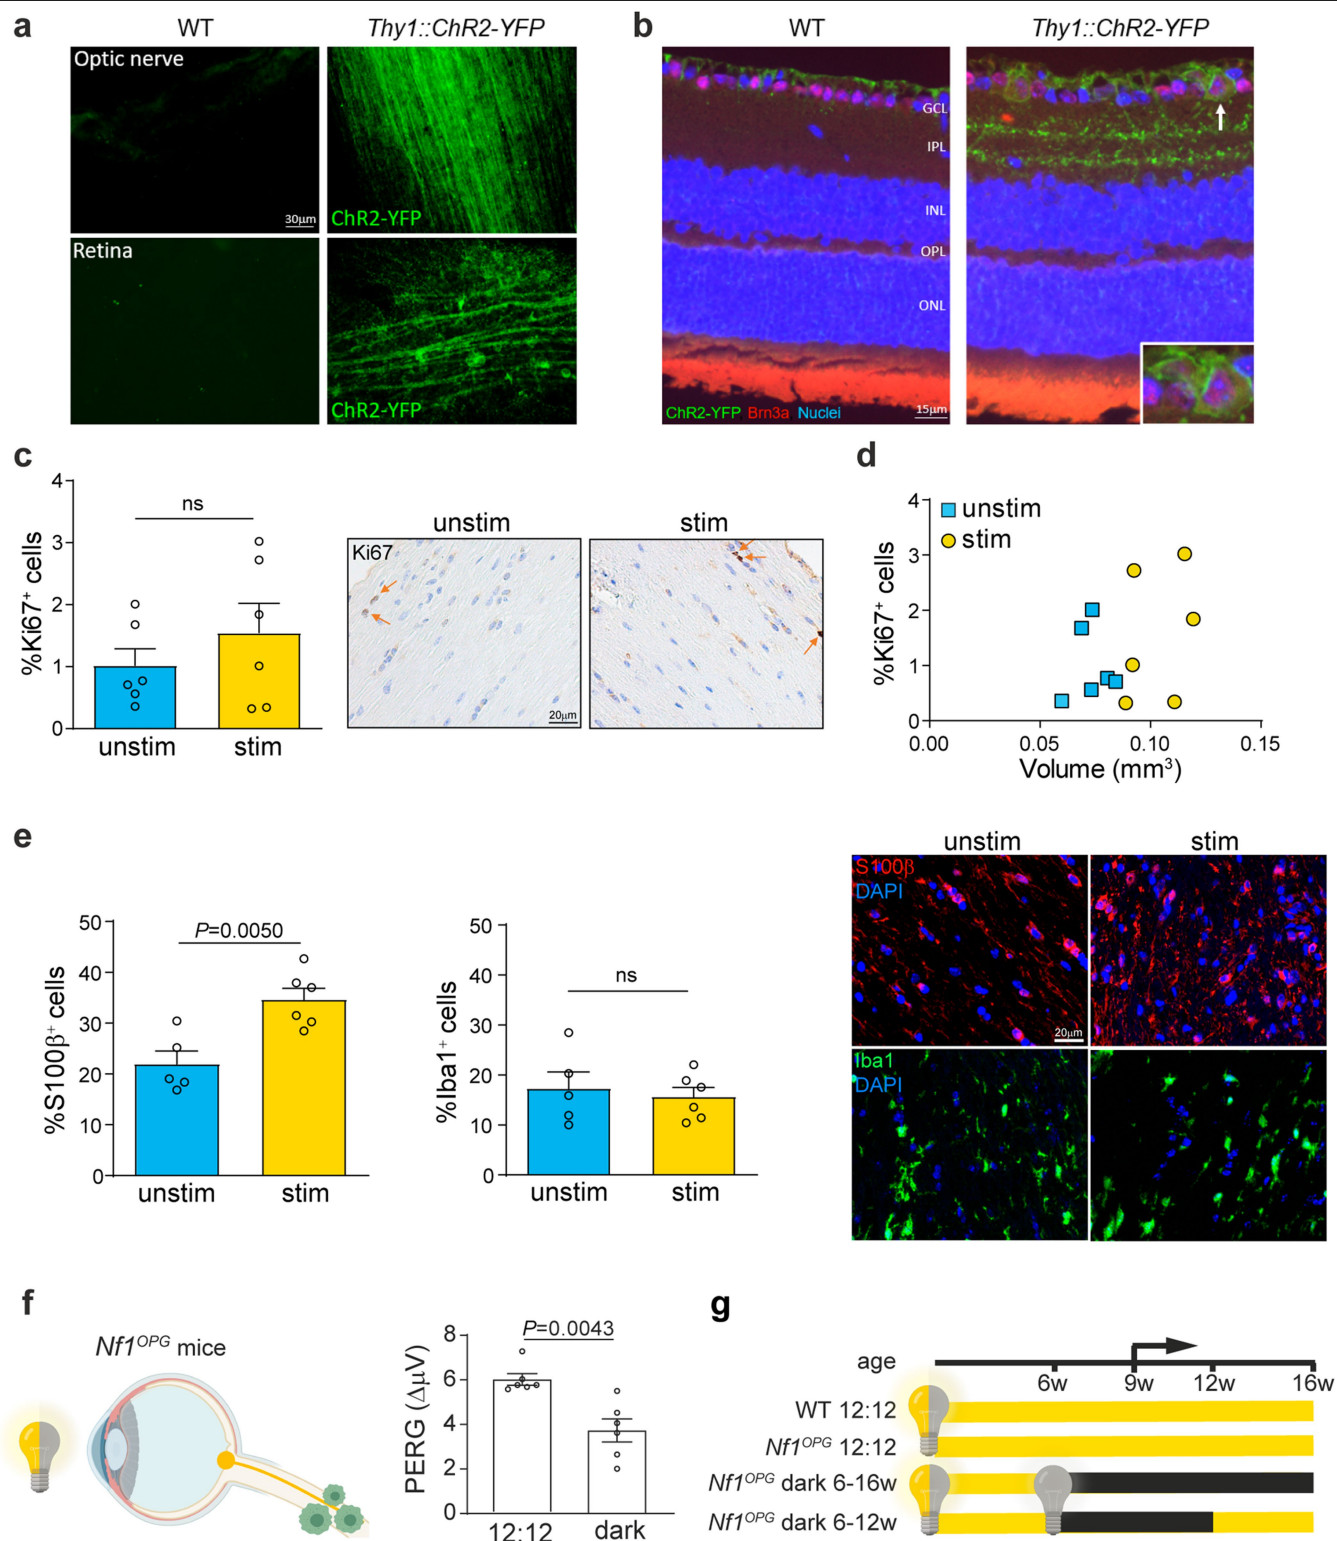 a
WT
Thy1::ChR2-YFP
Optic nerve
30µm
ChR2-YFP
Retina
ChR2-YFP
b
WT
Thy1::ChR2-YFP
GCL
IPL
INL
OPL
ONL
ChR2-YFP Brn3a Nuclei
15µm
c
%Ki67⁺ cells
4
3
2
1
0
ns
unstim
stim
unstim
stim
Ki67
20µm
d
%Ki67⁺ cells
4
3
2
1
0
unstim
stim
0.00
0.05
0.10
0.15
Volume (mm³)
e
%S100β⁺ cells
50
40
30
20
10
0
P=0.0050
unstim
stim
%Iba1⁺ cells
50
40
30
20
10
0
ns
unstim
stim
unstim
stim
S100β
DAPI
20µm
Iba1
DAPI
f
Nf1ᴼᴾᴳ mice
PERG (ΔµV)
8
6
4
2
0
P=0.0043
12:12
dark
g
age
6w
9w
12w
16w
WT 12:12
Nf1ᴼᴾᴳ 12:12
Nf1ᴼᴾᴳ dark 6-16w
Nf1ᴼᴾᴳ dark 6-12w